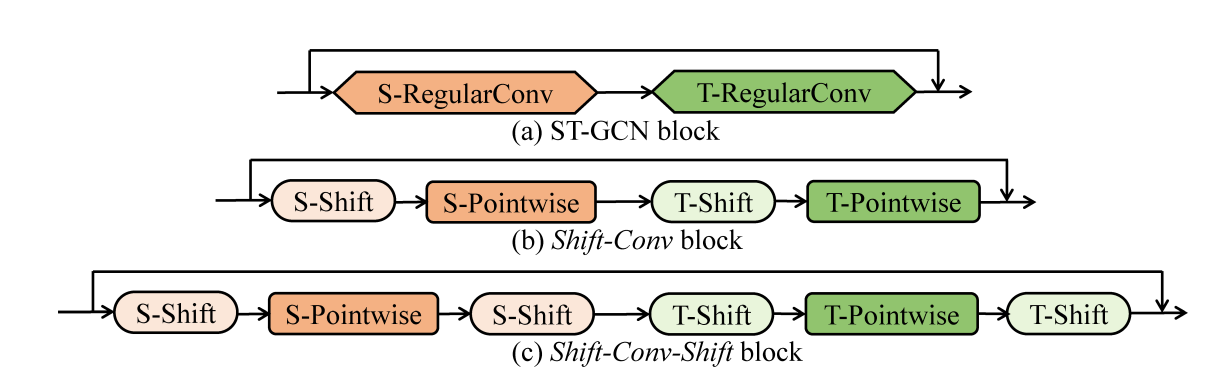 S-RegularConv T-RegularConv
(a) ST-GCN block
S-Shift S-Pointwise T-Shift T-Pointwise
(b) Shift-Conv block
S-Shift S-Pointwise S-Shift T-Shift T-Pointwise T-Shift
(c) Shift-Conv-Shift block